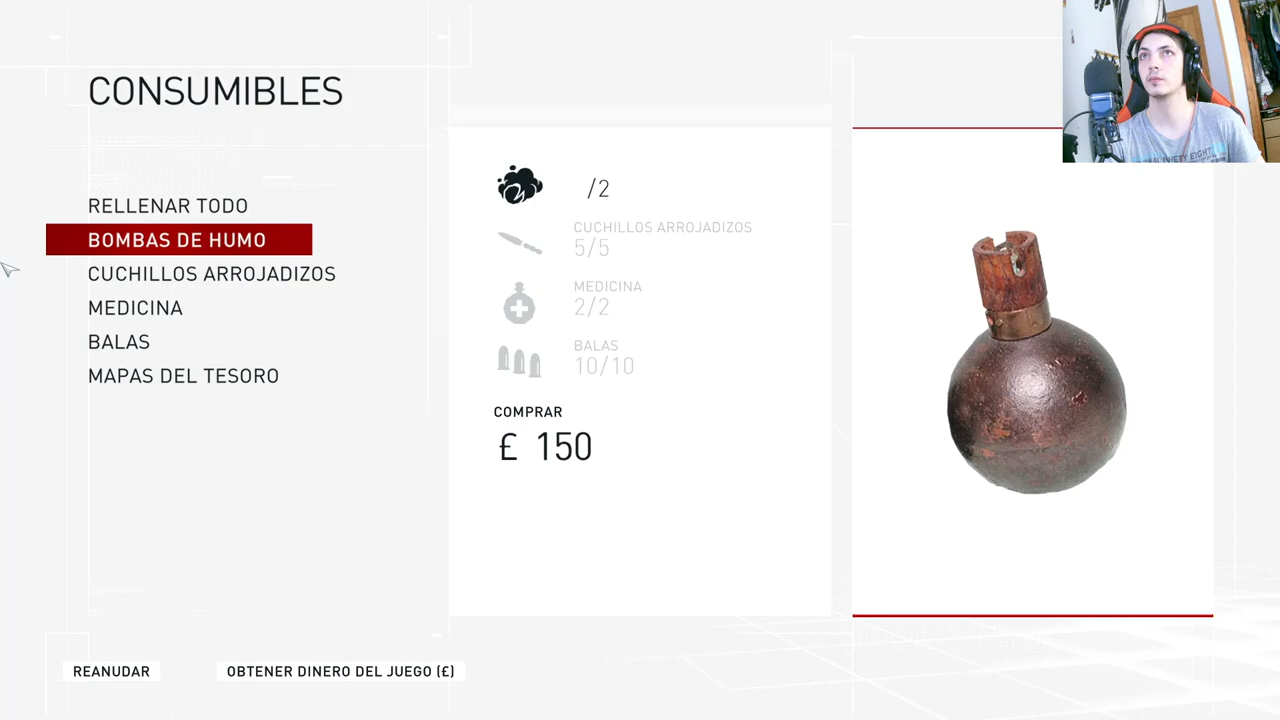 CONSUMIBLES
RELLENAR TODO
BOMBAS DE HUMO
CUCHILLOS ARROJADIZOS
MEDICINA
BALAS
MAPAS DEL TESORO
/2
CUCHILLOS ARROJADIZOS
5/5
MEDICINA
2/2
BALAS
10/10
COMPRAR
£ 150
REANUDAR
OBTENER DINERO DEL JUEGO (£)